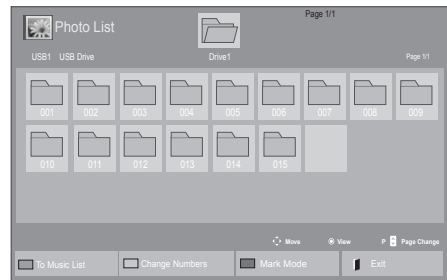 Page 1/1
Photo List
USB1 USB Drive Drive1 Page 1/1
001 002 003 004 005 006 007 008 009
010 011 012 013 014 015
Move View P Page Change
To Music List Change Numbers Mark Mode Exit